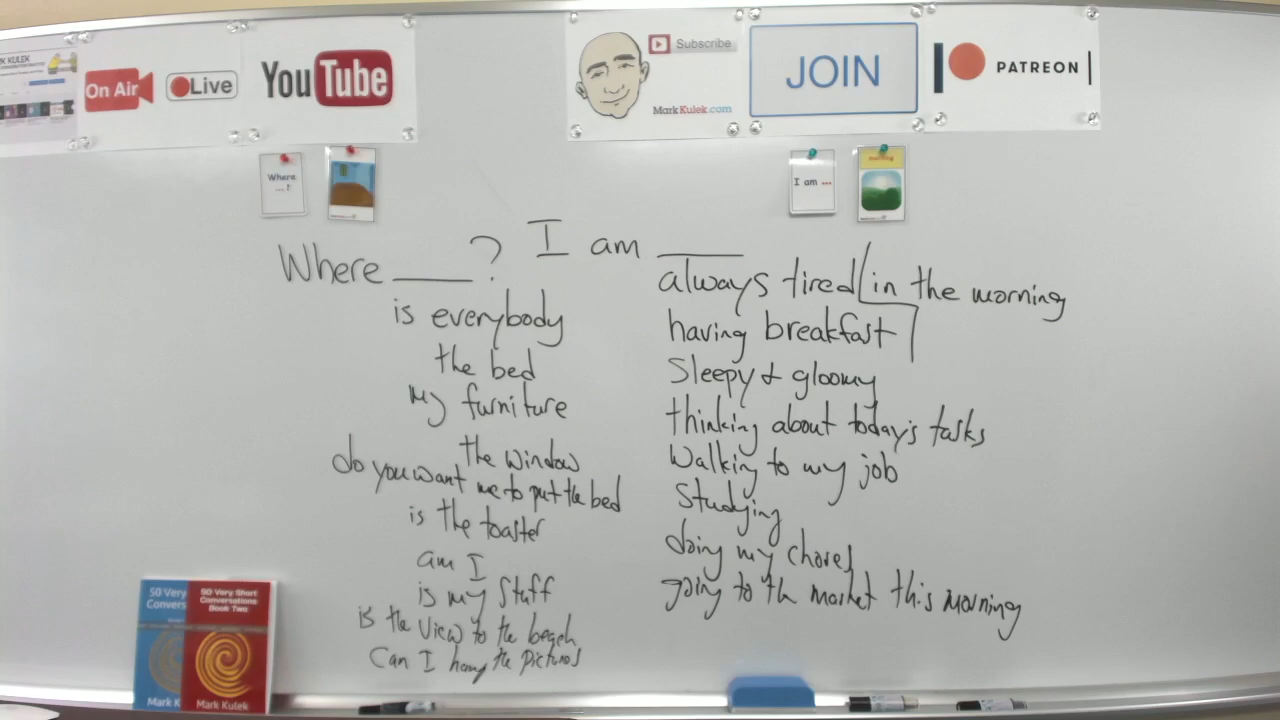 K KULEK
On Air
Live
YouTube
Subscribe
MarkKulek.com
JOIN
PATREON
Where
...?
I am ...
morning
Where ____ ?
is everybody
the bed
my furniture
the window
do you want me to put the bed
is the toaster
am I
is my stuff
is the view to the beach
Can I hang the pictures
I am ____
always tired in the morning
having breakfast
Sleepy + gloomy
thinking about today's tasks
Walking to my job
Studying
doing my chores
going to the market this morning
50 Very
Convers
Mark K
50 Very Short
Conversations
Book Two
Mark Kulek